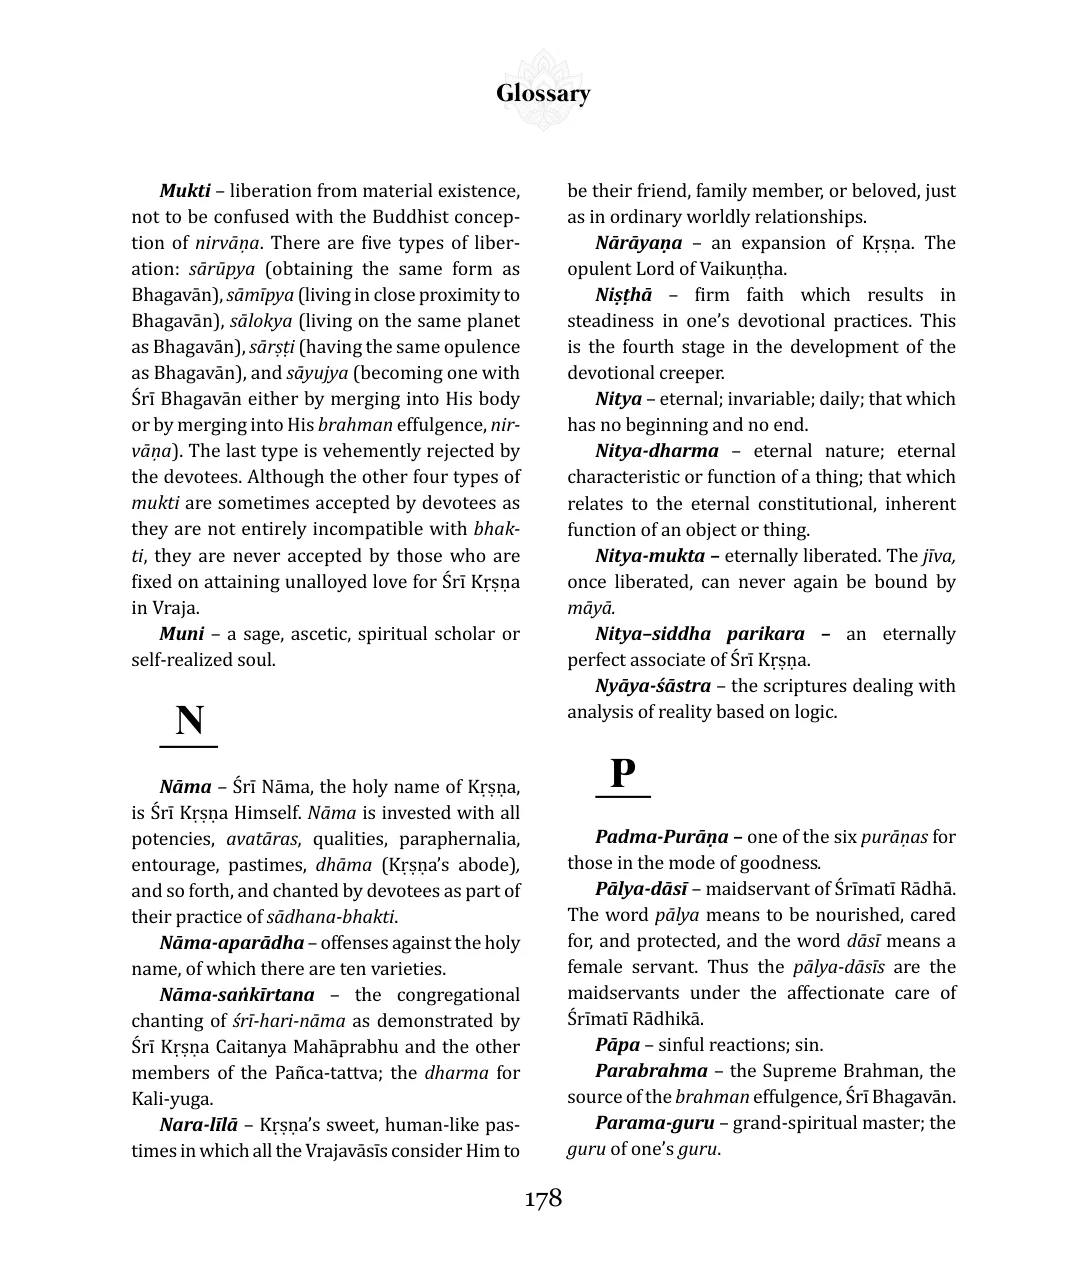 Glossary
Mukti – liberation from material existence,
not to be confused with the Buddhist concep-
tion of nirvāṇa. There are five types of liber-
ation: sārūpya (obtaining the same form as
Bhagavān), sāmīpya (living in close proximity to
Bhagavān), sālokya (living on the same planet
as Bhagavān), sārṣṭi (having the same opulence
as Bhagavān), and sāyujya (becoming one with
Śrī Bhagavān either by merging into His body
or by merging into His brahman effulgence, nir-
vāṇa). The last type is vehemently rejected by
the devotees. Although the other four types of
mukti are sometimes accepted by devotees as
they are not entirely incompatible with bhak-
ti, they are never accepted by those who are
fixed on attaining unalloyed love for Śrī Kṛṣṇa
in Vraja.
Muni – a sage, ascetic, spiritual scholar or
self-realized soul.
N
Nāma – Śrī Nāma, the holy name of Kṛṣṇa,
is Śrī Kṛṣṇa Himself. Nāma is invested with all
potencies, avatāras, qualities, paraphernalia,
entourage, pastimes, dhāma (Kṛṣṇa’s abode),
and so forth, and chanted by devotees as part of
their practice of sādhana-bhakti.
Nāma-aparādha – offenses against the holy
name, of which there are ten varieties.
Nāma-saṅkīrtana – the congregational
chanting of śrī-hari-nāma as demonstrated by
Śrī Kṛṣṇa Caitanya Mahāprabhu and the other
members of the Pañca-tattva; the dharma for
Kali-yuga.
Nara-līlā – Kṛṣṇa’s sweet, human-like pas-
times in which all the Vrajavāsīs consider Him to
be their friend, family member, or beloved, just
as in ordinary worldly relationships.
Nārāyaṇa – an expansion of Kṛṣṇa. The
opulent Lord of Vaikuṇṭha.
Niṣṭhā – firm faith which results in
steadiness in one’s devotional practices. This
is the fourth stage in the development of the
devotional creeper.
Nitya – eternal; invariable; daily; that which
has no beginning and no end.
Nitya-dharma – eternal nature; eternal
characteristic or function of a thing; that which
relates to the eternal constitutional, inherent
function of an object or thing.
Nitya-mukta – eternally liberated. The jīva,
once liberated, can never again be bound by
māyā.
Nitya–siddha parikara – an eternally
perfect associate of Śrī Kṛṣṇa.
Nyāya-śāstra – the scriptures dealing with
analysis of reality based on logic.
P
Padma-Purāṇa – one of the six purāṇas for
those in the mode of goodness.
Pālya-dāsī – maidservant of Śrīmatī Rādhā.
The word pālya means to be nourished, cared
for, and protected, and the word dāsī means a
female servant. Thus the pālya-dāsīs are the
maidservants under the affectionate care of
Śrīmatī Rādhikā.
Pāpa – sinful reactions; sin.
Parabrahma – the Supreme Brahman, the
source of the brahman effulgence, Śrī Bhagavān.
Parama-guru – grand-spiritual master; the
guru of one’s guru.
178